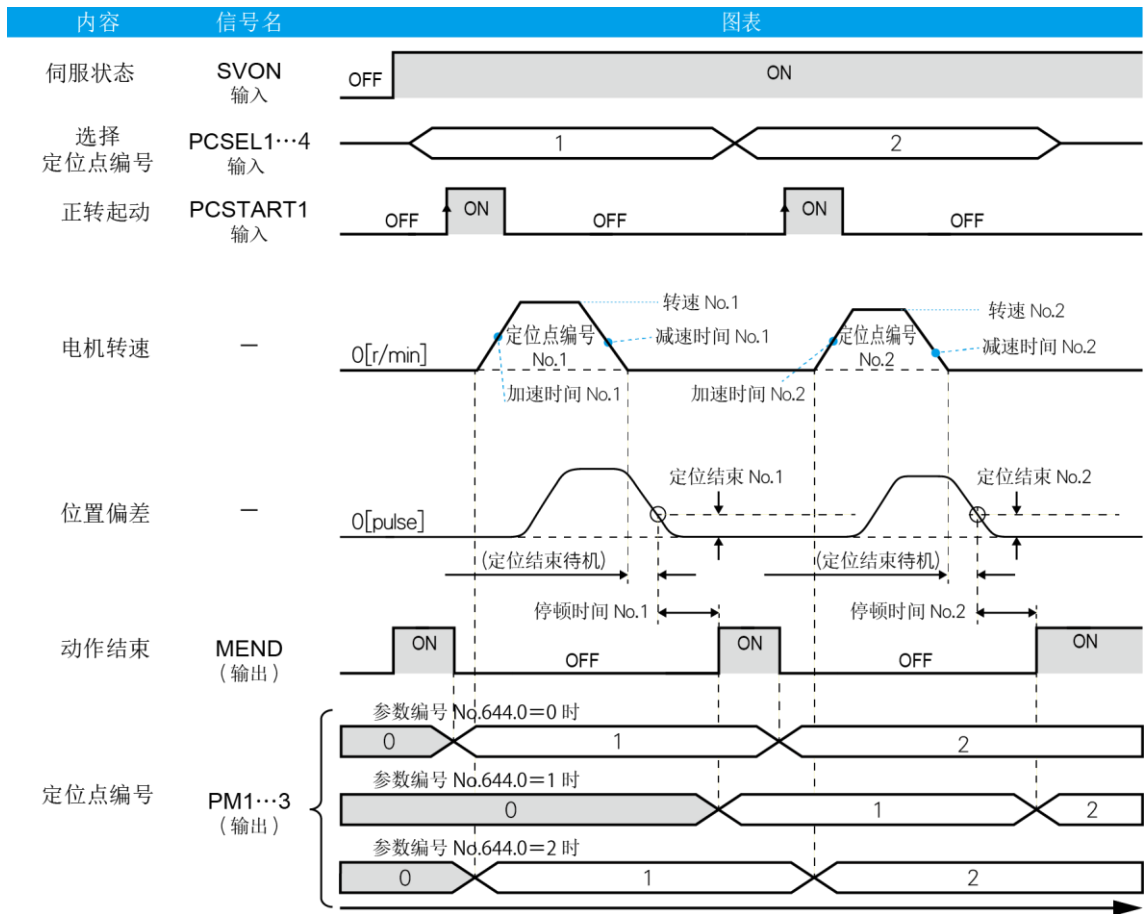 内容 信号名 图表
伺服状态 SVON 输入 OFF ON
选择
定位点编号 PCSEL1···4 输入 1 2
正转起动 PCSTART1 输入 OFF ON OFF ON OFF
电机转速 — 0[r/min]
转速 No.1
定位点编号 No.1
减速时间 No.1
加速时间 No.1
转速 No.2
定位点编号 No.2
减速时间 No.2
加速时间 No.2
位置偏差 — 0[pulse]
定位结束 No.1
定位结束 No.2
(定位结束待机)
(定位结束待机)
停顿时间 No.1
停顿时间 No.2
动作结束 MEND (输出) ON OFF ON OFF ON
定位点编号 PM1···3 (输出)
参数编号 No.644.0=0 时
0 1 2
参数编号 No.644.0=1 时
0 1 2
参数编号 No.644.0=2 时
0 1 2